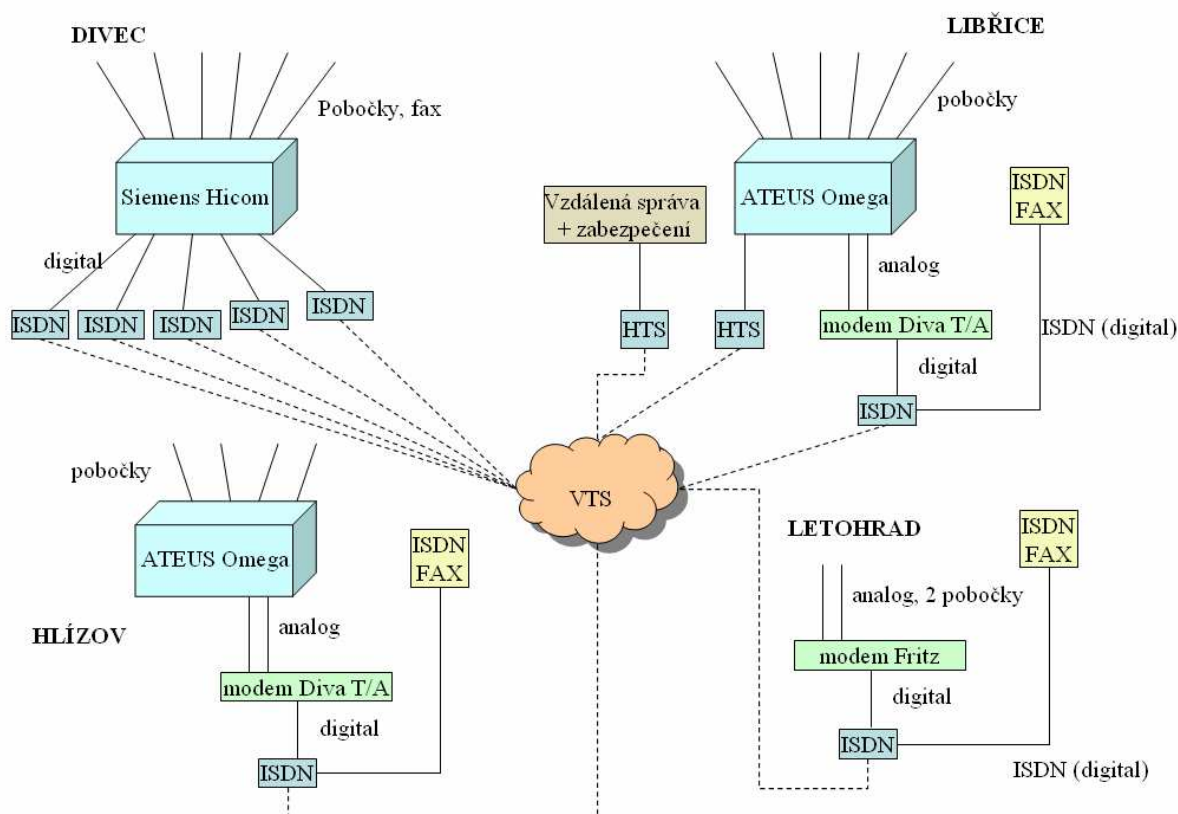 DIVEC
Pobočky, fax
Siemens Hicom
digital
ISDN
ISDN
ISDN
ISDN
ISDN
LIBŘICE
pobočky
ATEUS Omega
ISDN
FAX
Vzdálená správa
+ zabezpečení
analog
HTS
HTS
modem Diva T/A
ISDN (digital)
digital
ISDN
VTS
pobočky
ATEUS Omega
ISDN
FAX
HLÍZOV
analog
modem Diva T/A
digital
ISDN
LETOHRAD
ISDN
FAX
analog, 2 pobočky
modem Fritz
digital
ISDN
ISDN (digital)